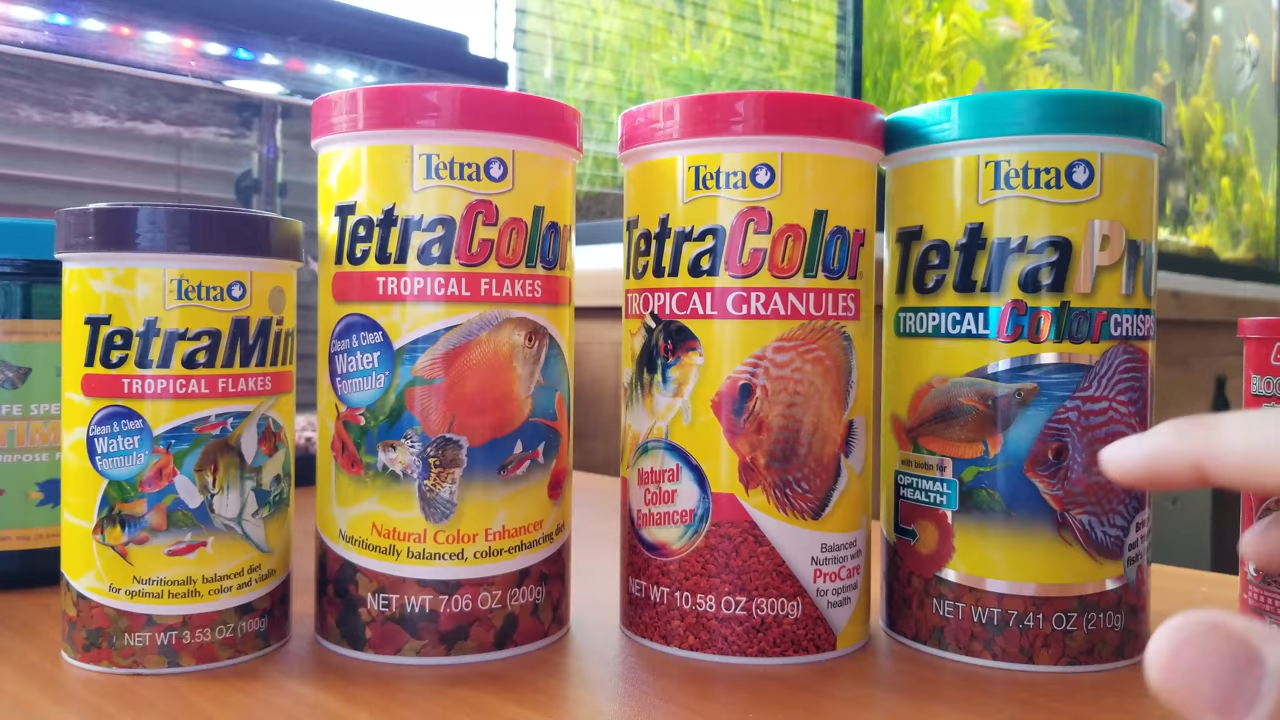 Tetra
TetraMin
TROPICAL FLAKES
Clean & Clear
Water
Formula*
Nutritionally balanced diet
for optimal health, color and vitality
NET WT 3.53 OZ (100g)
Tetra
TetraColor
TROPICAL FLAKES
Clean & Clear
Water
Formula*
Natural Color Enhancer
Nutritionally balanced, color-enhancing diet
NET WT 7.06 OZ (200g)
Tetra
TetraColor
TROPICAL GRANULES
Natural
Color
Enhancer
Balanced
Nutrition with
ProCare
for optimal
health
NET WT 10.58 OZ (300g)
Tetra
TetraPr
TROPICAL Color CRISPS
with biotin for
OPTIMAL
HEALTH
NET WT 7.41 OZ (210g)